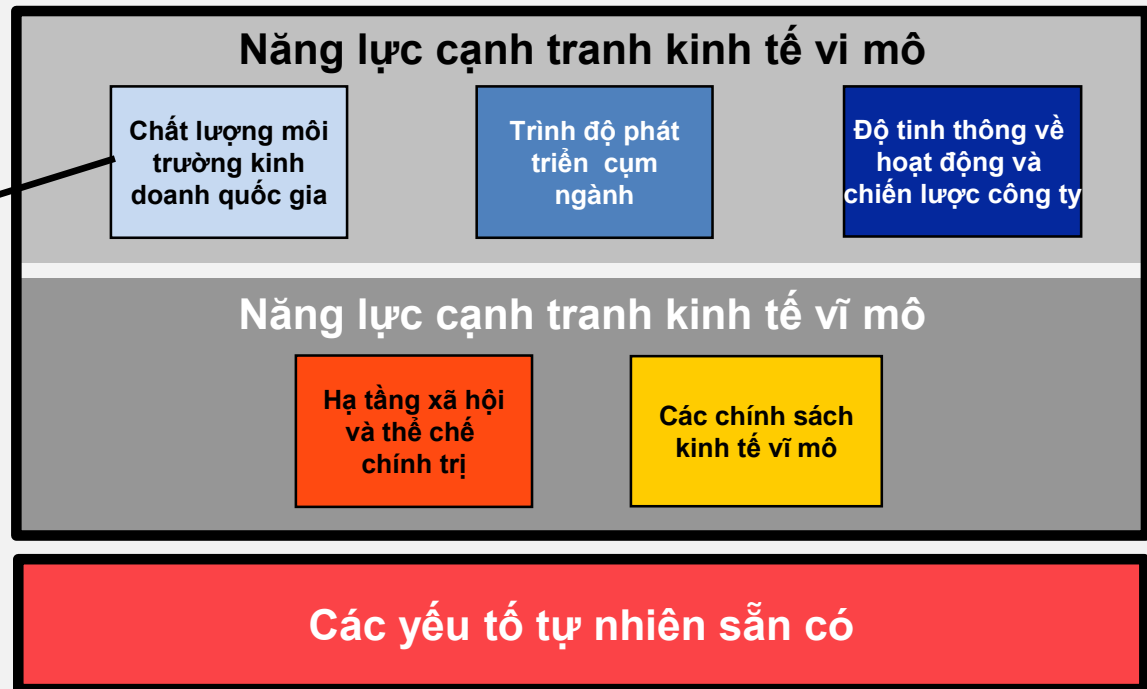 Năng lực cạnh tranh kinh tế vi mô
Chất lượng môi
trường kinh
doanh quốc gia
Trình độ phát
triển cụm
ngành
Độ tinh thông về
hoạt động và
chiến lược công ty
Năng lực cạnh tranh kinh tế vĩ mô
Hạ tầng xã hội
và thể chế
chính trị
Các chính sách
kinh tế vĩ mô
Các yếu tố tự nhiên sẵn có